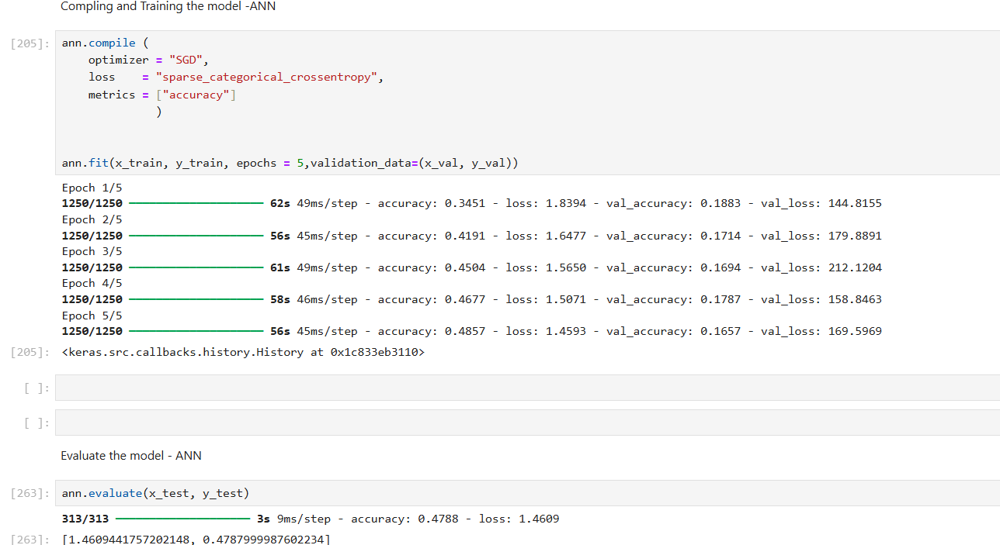 Compling and Training the model -ANN
[205]: ann.compile (
optimizer = "SGD",
loss = "sparse_categorical_crossentropy",
metrics = ["accuracy"]
)
ann.fit(x_train, y_train, epochs = 5,validation_data=(x_val, y_val))
Epoch 1/5
1250/1250 ━━━━━━━━━━━━━━━━━━━━ 62s 49ms/step - accuracy: 0.3451 - loss: 1.8394 - val_accuracy: 0.1883 - val_loss: 144.8155
Epoch 2/5
1250/1250 ━━━━━━━━━━━━━━━━━━━━ 56s 45ms/step - accuracy: 0.4191 - loss: 1.6477 - val_accuracy: 0.1714 - val_loss: 179.8891
Epoch 3/5
1250/1250 ━━━━━━━━━━━━━━━━━━━━ 61s 49ms/step - accuracy: 0.4504 - loss: 1.5650 - val_accuracy: 0.1694 - val_loss: 212.1204
Epoch 4/5
1250/1250 ━━━━━━━━━━━━━━━━━━━━ 58s 46ms/step - accuracy: 0.4677 - loss: 1.5071 - val_accuracy: 0.1787 - val_loss: 158.8463
Epoch 5/5
1250/1250 ━━━━━━━━━━━━━━━━━━━━ 56s 45ms/step - accuracy: 0.4857 - loss: 1.4593 - val_accuracy: 0.1657 - val_loss: 169.5969
[205]: <keras.src.callbacks.history.History at 0x1c833eb3110>
[ ]:
[ ]:
Evaluate the model - ANN
[263]: ann.evaluate(x_test, y_test)
313/313 ━━━━━━━━━━━━━━━━━━━━ 3s 9ms/step - accuracy: 0.4788 - loss: 1.4609
[263]: [1.4609441757202148, 0.4787999987602234]